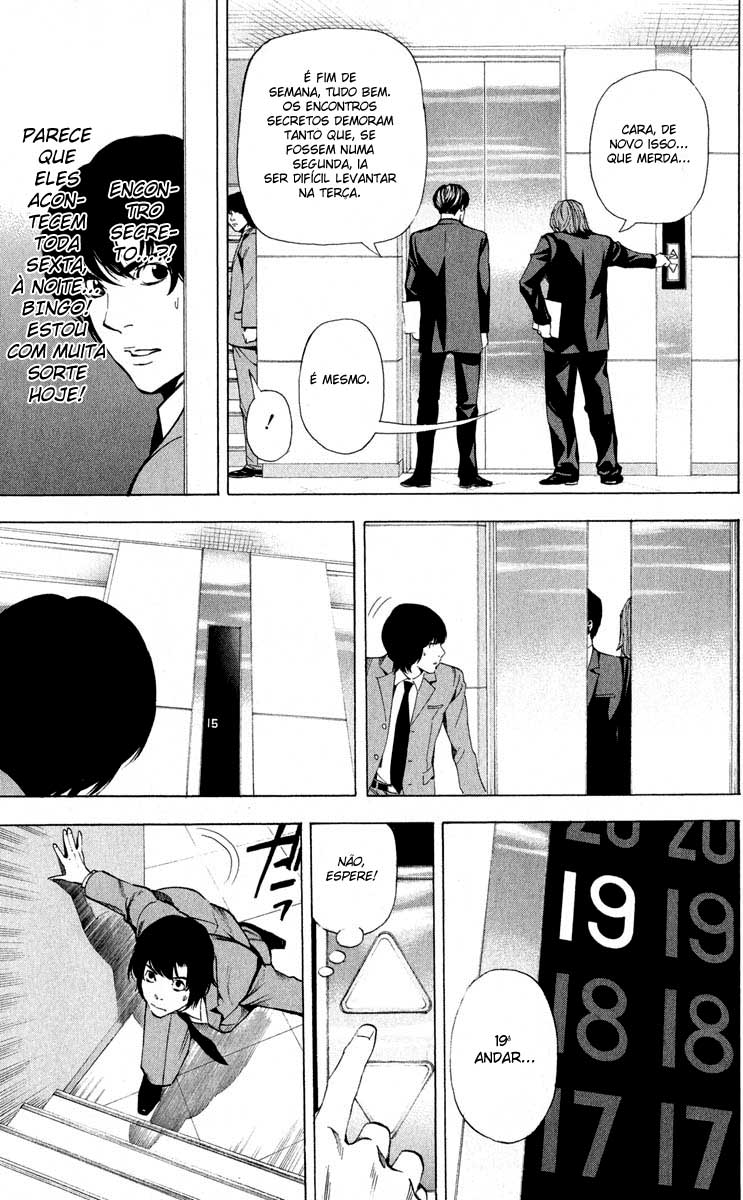 CARA, DE
NOVO ISSO...
QUE MERDA...
É FIM DE
SEMANA, TUDO BEM.
OS ENCONTROS
SECRETOS DEMORAM
TANTO QUE, SE
FOSSEM NUMA
SEGUNDA, IA
SER DIFÍCIL LEVANTAR
NA TERÇA.
É MESMO.
!
ENCON-
TRO
SECRE-
TO...?!
PARECE
QUE
ELES
ACON-
TECEM
TODA
SEXTA,
À NOITE...
BINGO!
ESTOU
COM MUITA
SORTE
HOJE!
15
20 20
19 19
18 18
17 17
19º
ANDAR...
NÃO,
ESPERE!
ガッ